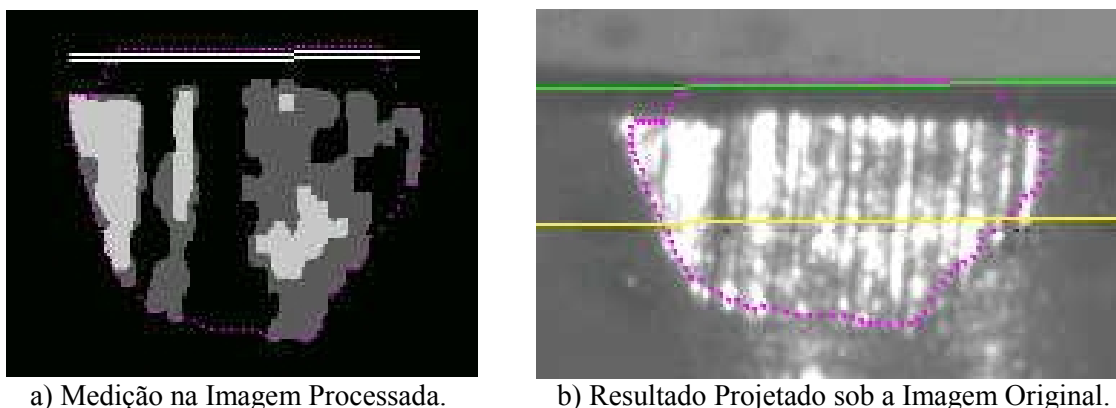 a) Medição na Imagem Processada.
b) Resultado Projetado sob a Imagem Original.